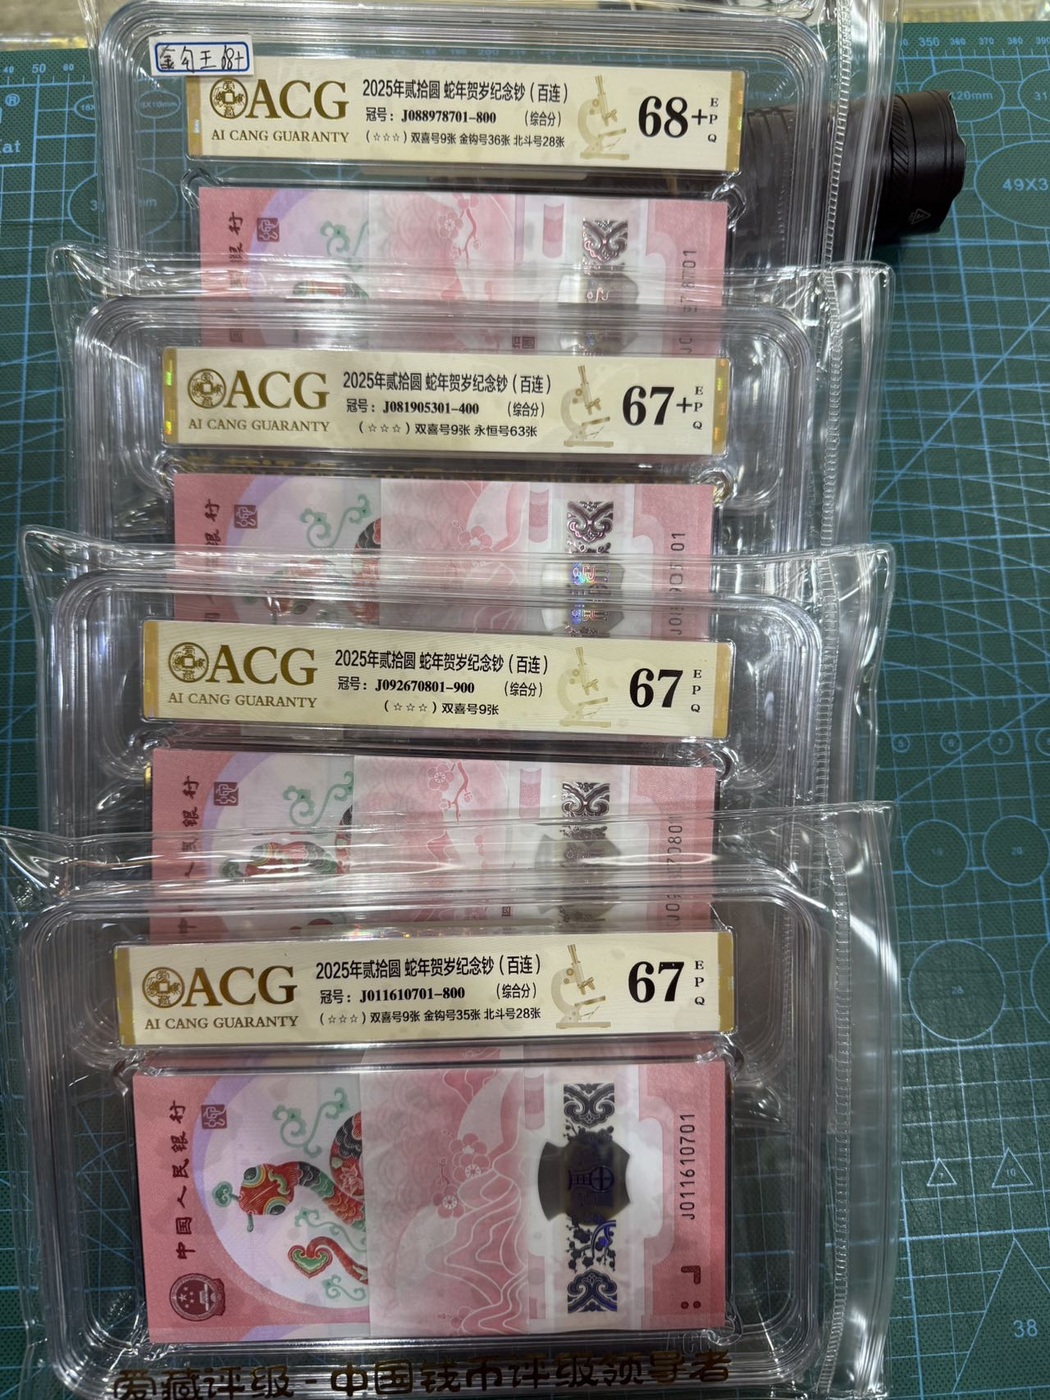 金钩王 68+
ACG
AI CANG GUARANTY
2025年贰拾圆 蛇年贺岁纪念钞（百连）
冠号：J088978701-800 （综合分）
（☆☆☆）双喜号9张 金钩号36张 北斗号28张
68+ EPQ
ACG
AI CANG GUARANTY
2025年贰拾圆 蛇年贺岁纪念钞（百连）
冠号：J081905301-400 （综合分）
（☆☆☆）双喜号9张 永恒号63张
67+ EPQ
ACG
AI CANG GUARANTY
2025年贰拾圆 蛇年贺岁纪念钞（百连）
冠号：J092670801-900 （综合分）
（☆☆☆）双喜号9张
67 EPQ
ACG
AI CANG GUARANTY
2025年贰拾圆 蛇年贺岁纪念钞（百连）
冠号：J011610701-800 （综合分）
（☆☆☆）双喜号9张 金钩号35张 北斗号28张
67 EPQ
中国人民银行
J011610701
爱藏评级-中国钱币评级领导者
38